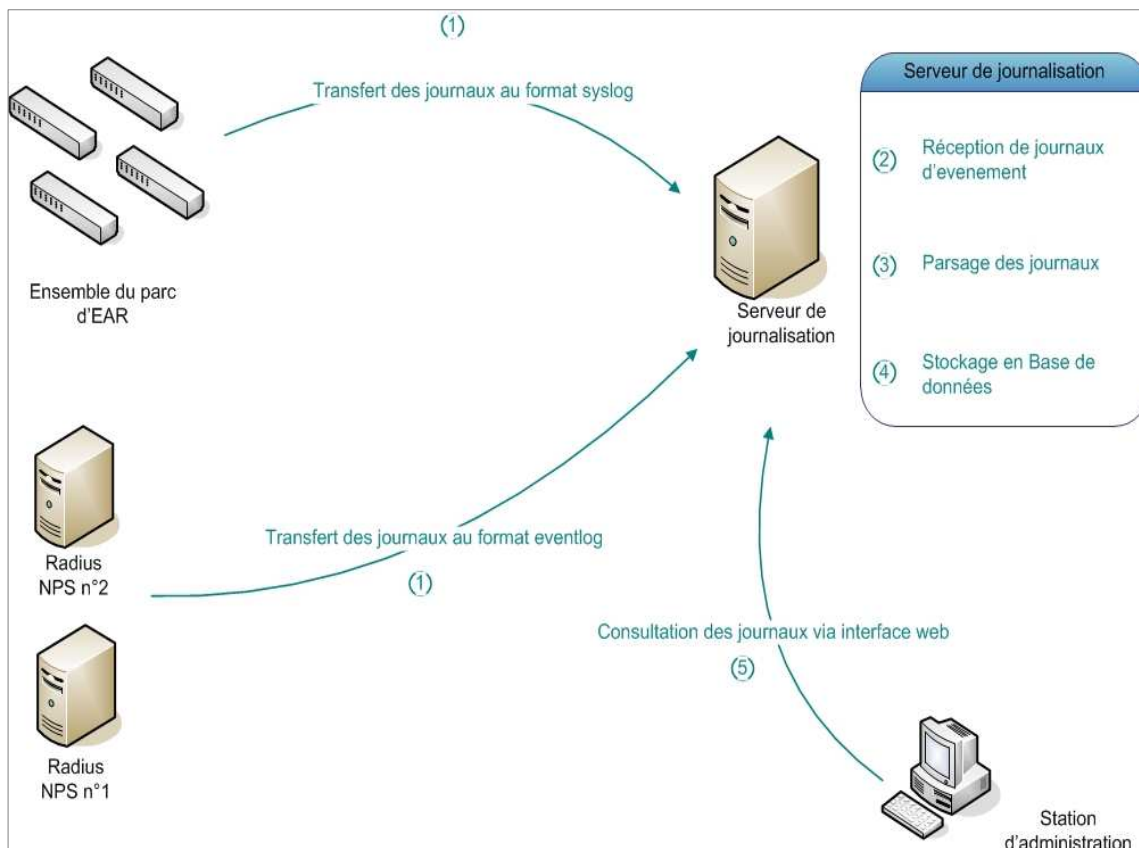 (1)
Transfert des journaux au format syslog
Serveur de journalisation
(2)
Réception de journaux
d'evenement
(3)
Parsage des journaux
(4)
Stockage en Base de
données
Ensemble du parc
d'EAR
Serveur de
journalisation
Transfert des journaux au format eventlog
(1)
Radius
NPS n°2
Consultation des journaux via interface web
(5)
Radius
NPS n°1
Station
d'administration